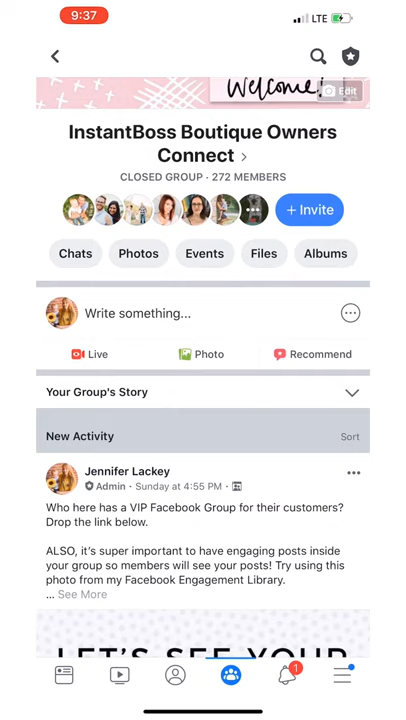 9:37
LTE
Welcome!
Edit
InstantBoss Boutique Owners
Connect
CLOSED GROUP · 272 MEMBERS
+ Invite
Chats
Photos
Events
Files
Albums
Write something...
Live
Photo
Recommend
Your Group's Story
New Activity
Sort
Jennifer Lackey
Admin · Sunday at 4:55 PM ·
Who here has a VIP Facebook Group for their customers?
Drop the link below.
ALSO, it's super important to have engaging posts inside
your group so members will see your posts! Try using this
photo from my Facebook Engagement Library.
... See More
LET'S SEE YOUR
1